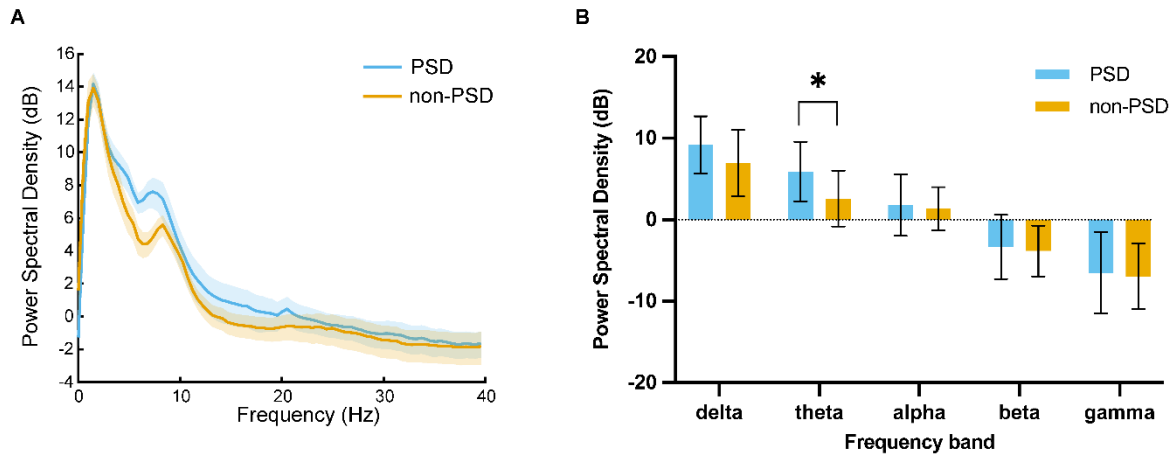 A
Power Spectral Density (dB)
16
14
12
10
8
6
4
2
0
-2
-4
0
10
20
30
40
Frequency (Hz)
PSD
non-PSD
B
Power Spectral Density (dB)
20
10
0
-10
-20
*
PSD
non-PSD
delta
theta
alpha
beta
gamma
Frequency band